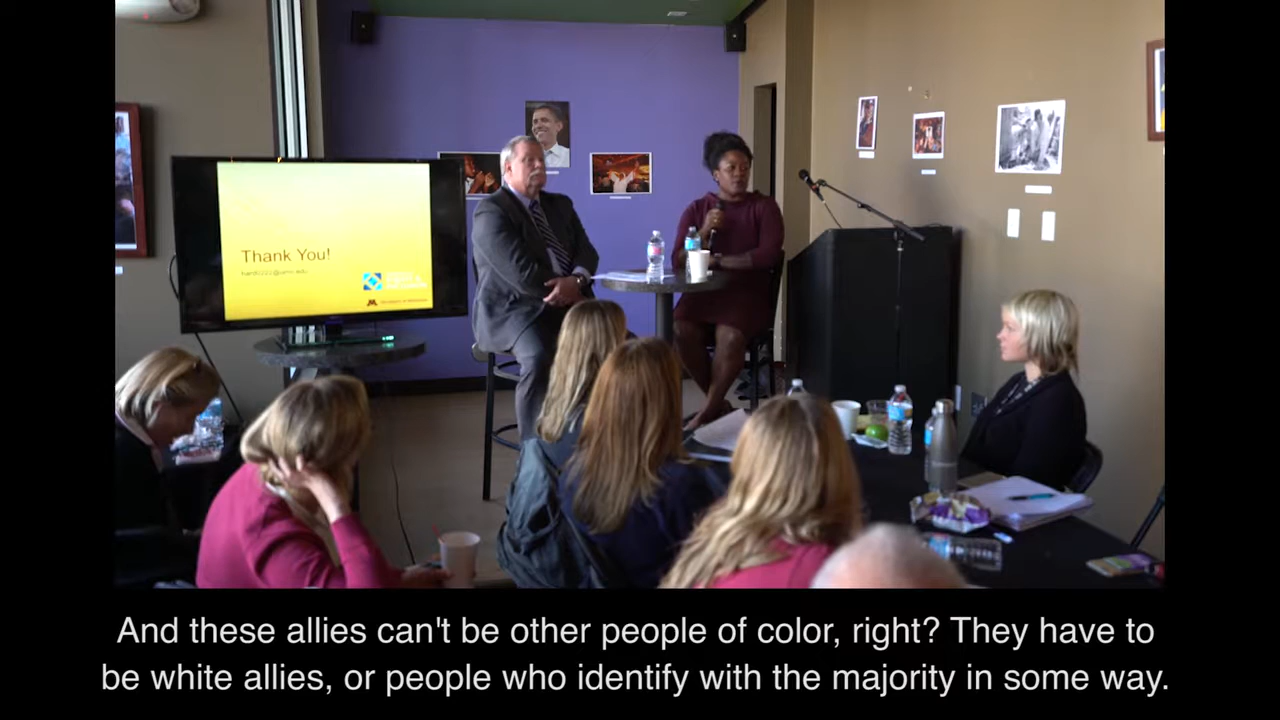 Thank You!
And these allies can't be other people of color, right? They have to
be white allies, or people who identify with the majority in some way.